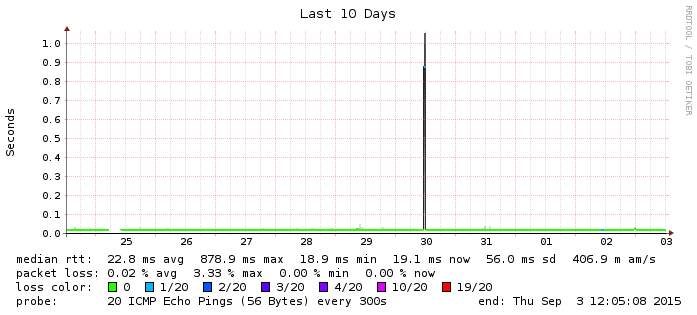 Last 10 Days
RRDTOOL / TOBI OETIKER
Seconds
1.0
0.9
0.8
0.7
0.6
0.5
0.4
0.3
0.2
0.1
0.0
25 26 27 28 29 30 31 01 02 03
median rtt: 22.8 ms avg 878.9 ms max 18.9 ms min 19.1 ms now 56.0 ms sd 406.9 m am/s
packet loss: 0.02 % avg 3.33 % max 0.00 % min 0.00 % now
loss color: 0 1/20 2/20 3/20 4/20 10/20 19/20
probe: 20 ICMP Echo Pings (56 Bytes) every 300s end: Thu Sep 3 12:05:08 2015